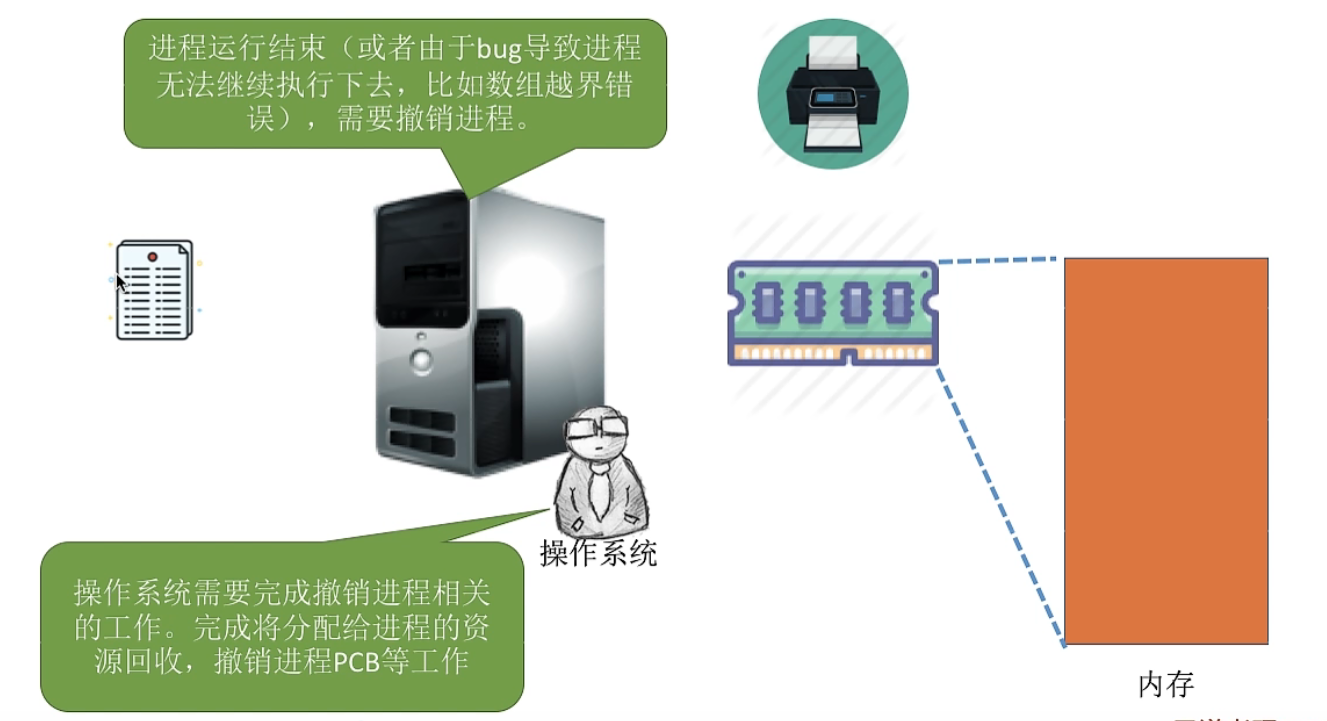 进程运行结束（或者由于bug导致进程
无法继续执行下去，比如数组越界错
误），需要撤销进程。
操作系统
操作系统需要完成撤销进程相关
的工作。完成将分配给进程的资
源回收，撤销进程PCB等工作
内存